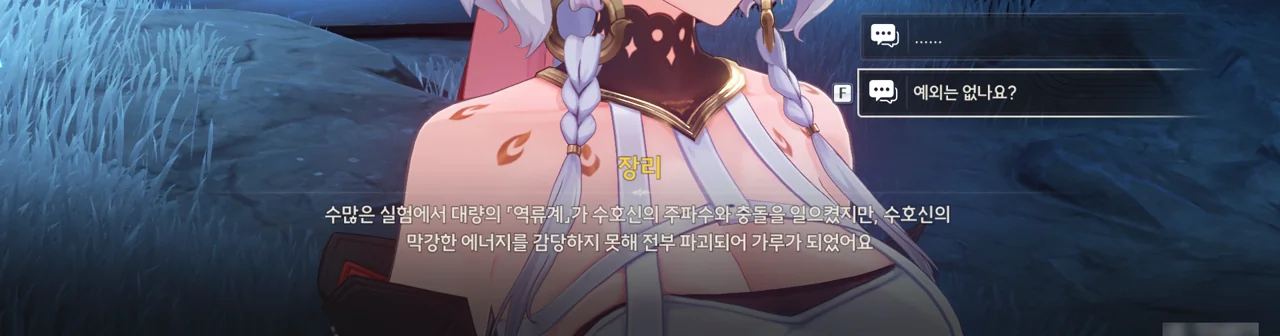 ......
F 예외는 없나요?
장리
수많은 실험에서 대량의 「역류계」가 수호신의 주파수와 충돌을 일으켰지만, 수호신의
막강한 에너지를 감당하지 못해 전부 파괴되어 가루가 되었어요